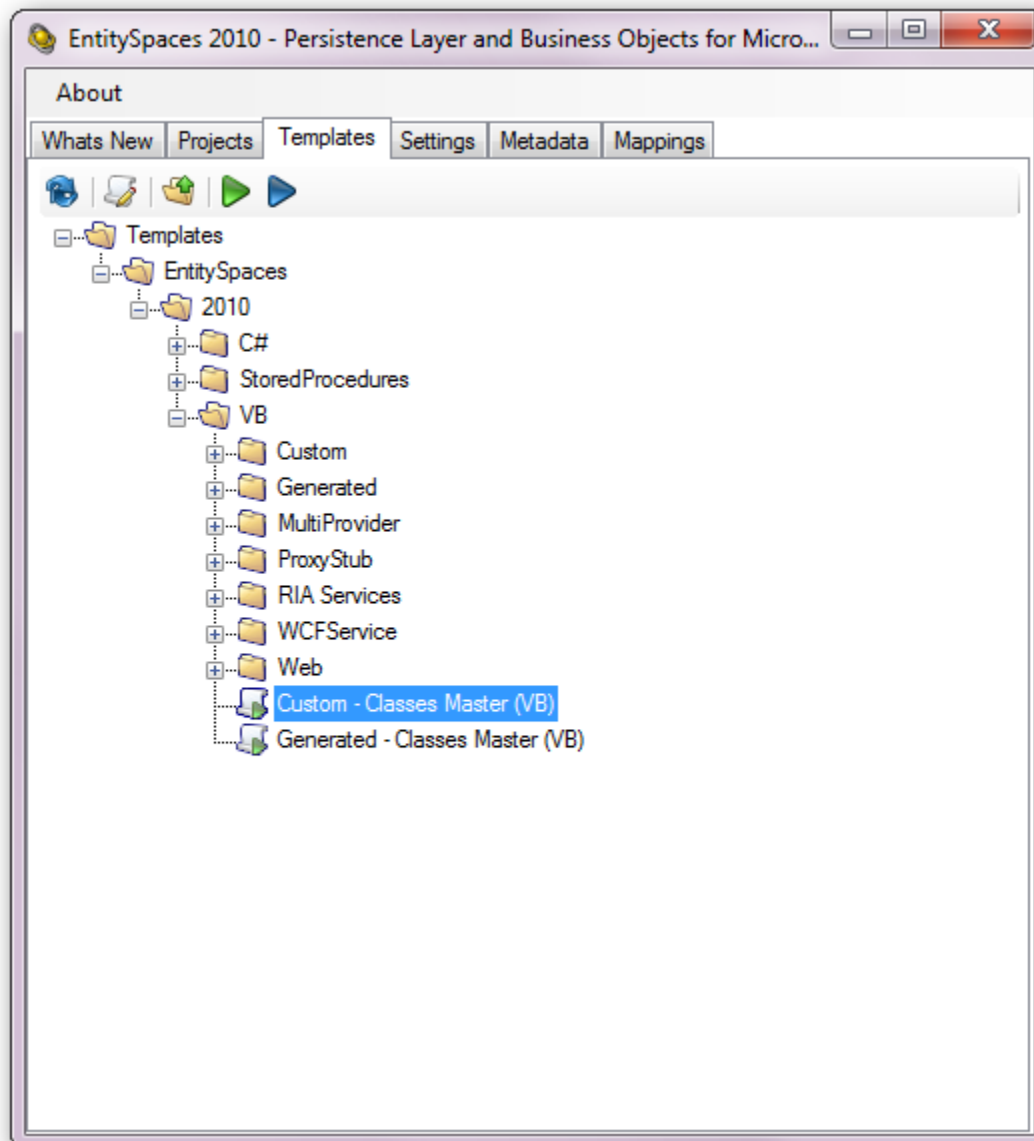 EntitySpaces 2010 - Persistence Layer and Business Objects for Micro...
About
Whats New Projects Templates Settings Metadata Mappings
Templates
EntitySpaces
2010
C#
StoredProcedures
VB
Custom
Generated
MultiProvider
ProxyStub
RIA Services
WCFService
Web
Custom - Classes Master (VB)
Generated - Classes Master (VB)